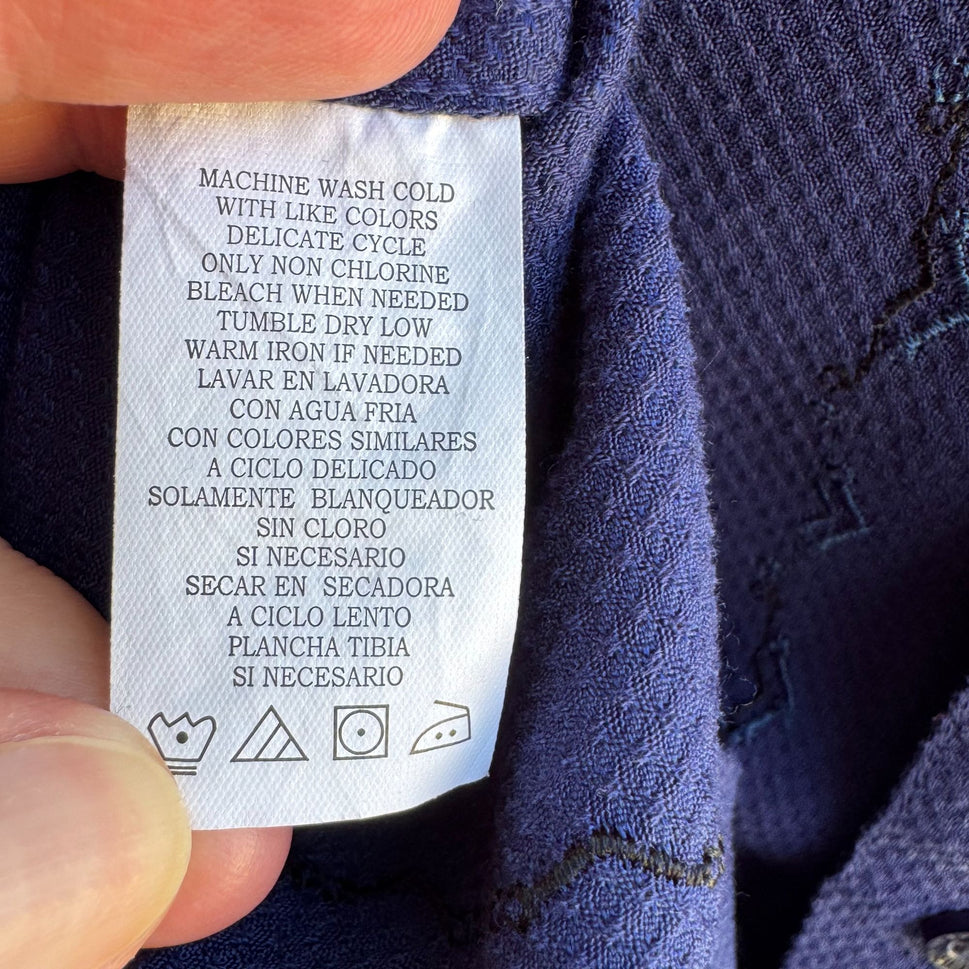 MACHINE WASH COLD
WITH LIKE COLORS
DELICATE CYCLE
ONLY NON CHLORINE
BLEACH WHEN NEEDED
TUMBLE DRY LOW
WARM IRON IF NEEDED
LAVAR EN LAVADORA
CON AGUA FRIA
CON COLORES SIMILARES
A CICLO DELICADO
SOLAMENTE BLANQUEADOR
SIN CLORO
SI NECESARIO
SECAR EN SECADORA
A CICLO LENTO
PLANCHA TIBIA
SI NECESARIO